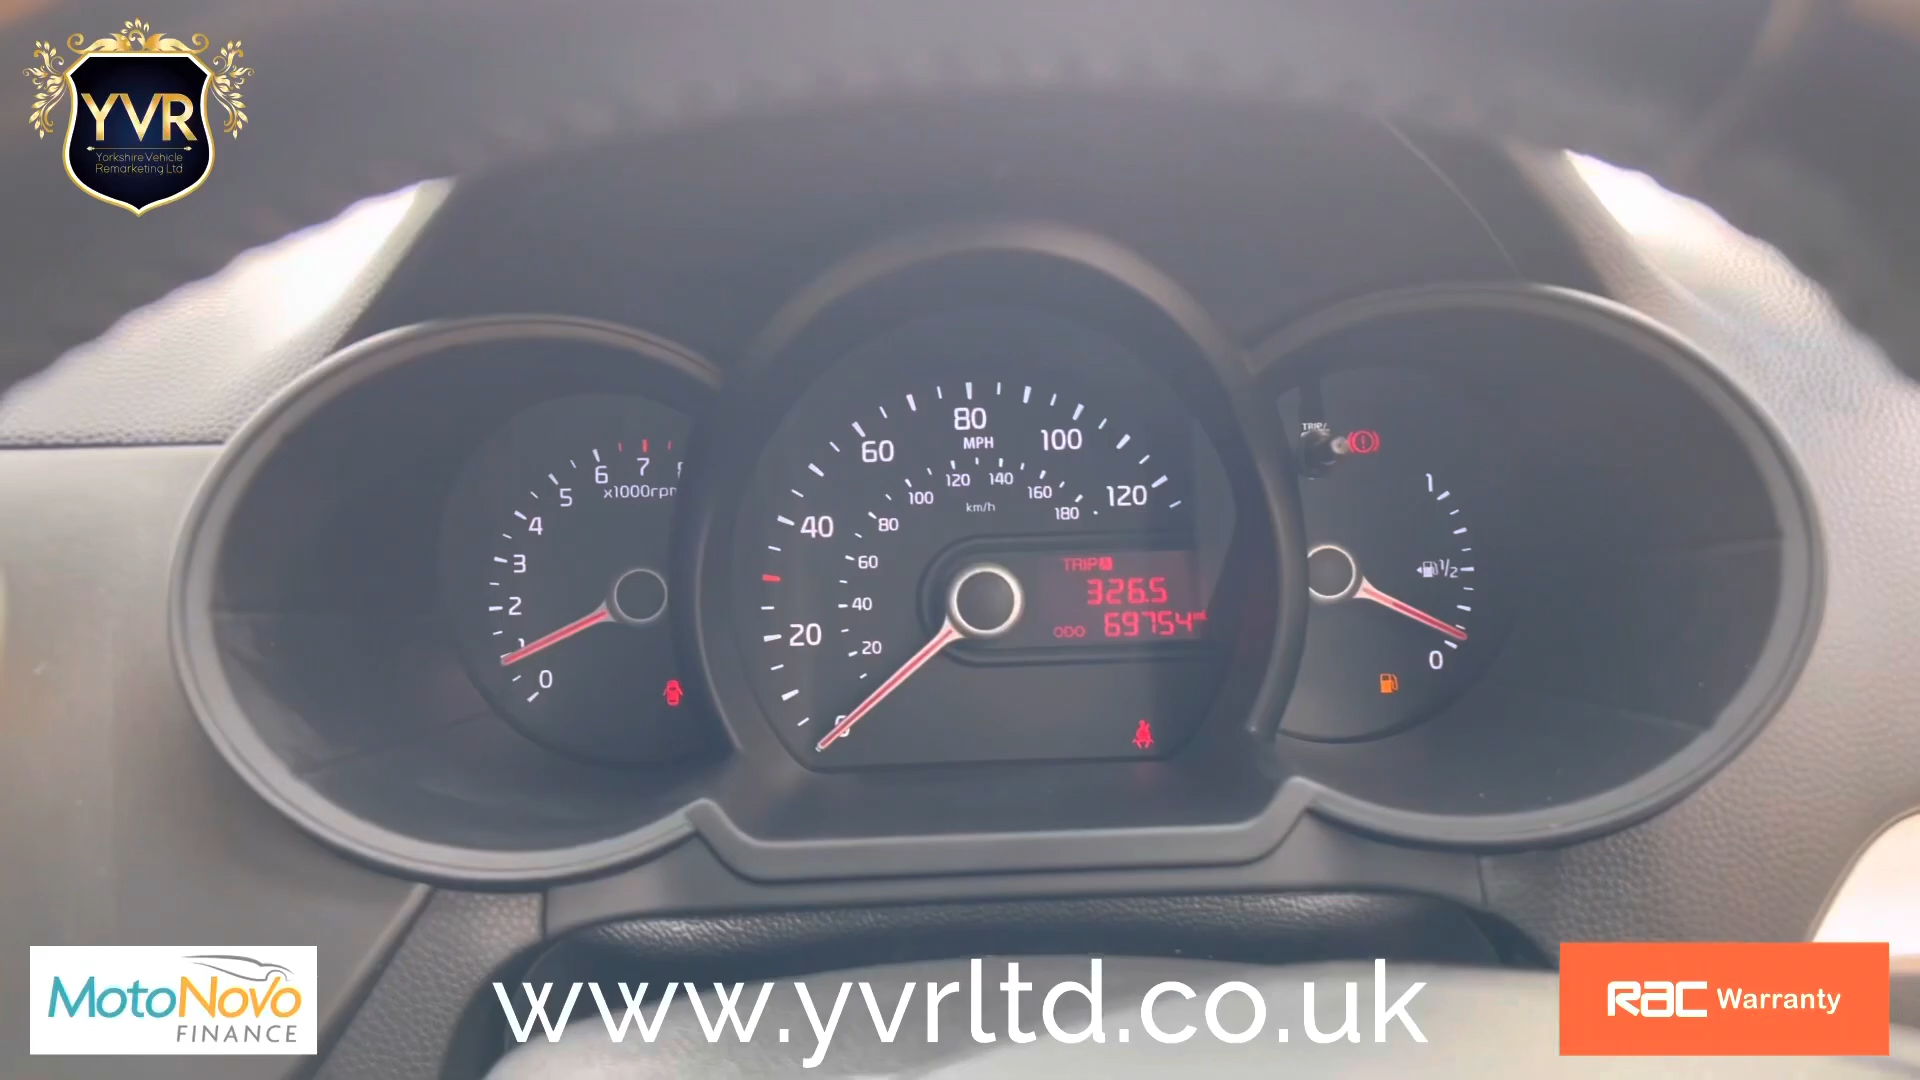 YVR
Yorkshire Vehicle
Remarketing Ltd
80
MPH
60
100
120
40
20
120 140
100
160
80
180
km/h
60
40
20
7
6
x1000rpm
5
4
3
2
1
0
TRIP
326.5
ODO 69754
TRIP/
1
1/2
0
MotoNovo
FINANCE
www.yvrltd.co.uk
RAC Warranty